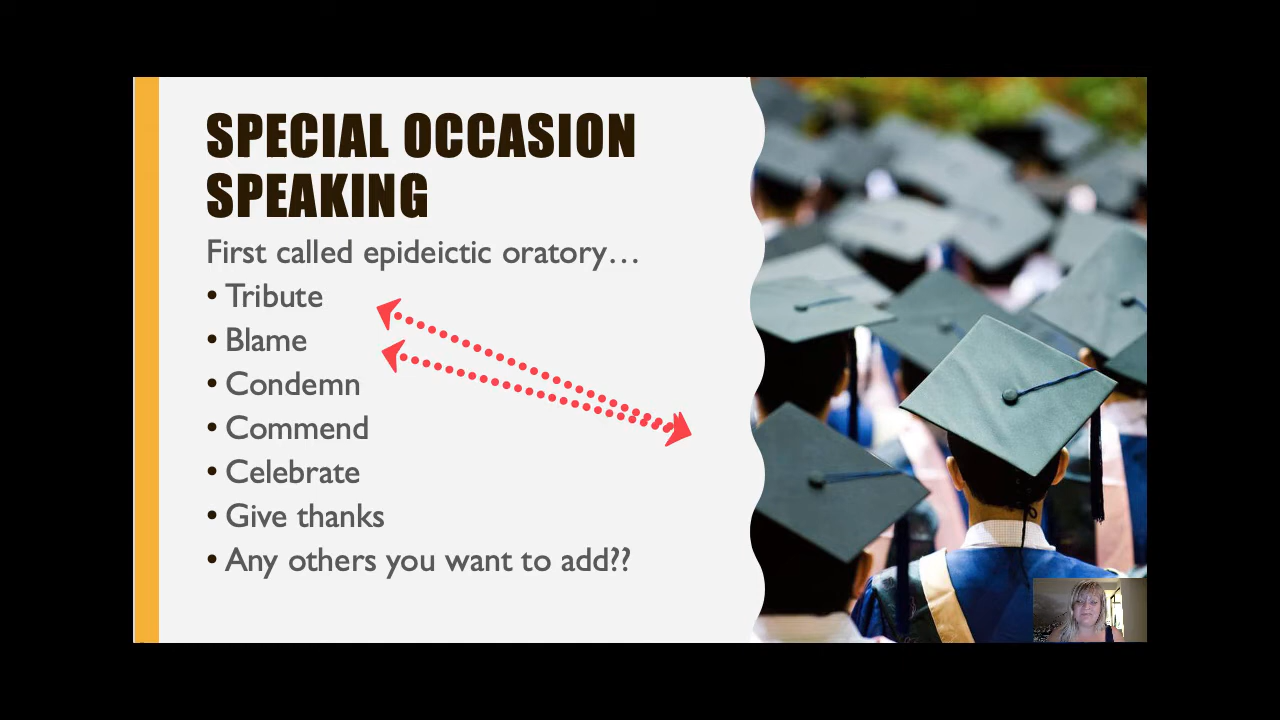 SPECIAL OCCASION
SPEAKING
First called epideictic oratory…
• Tribute
• Blame
• Condemn
• Commend
• Celebrate
• Give thanks
• Any others you want to add??